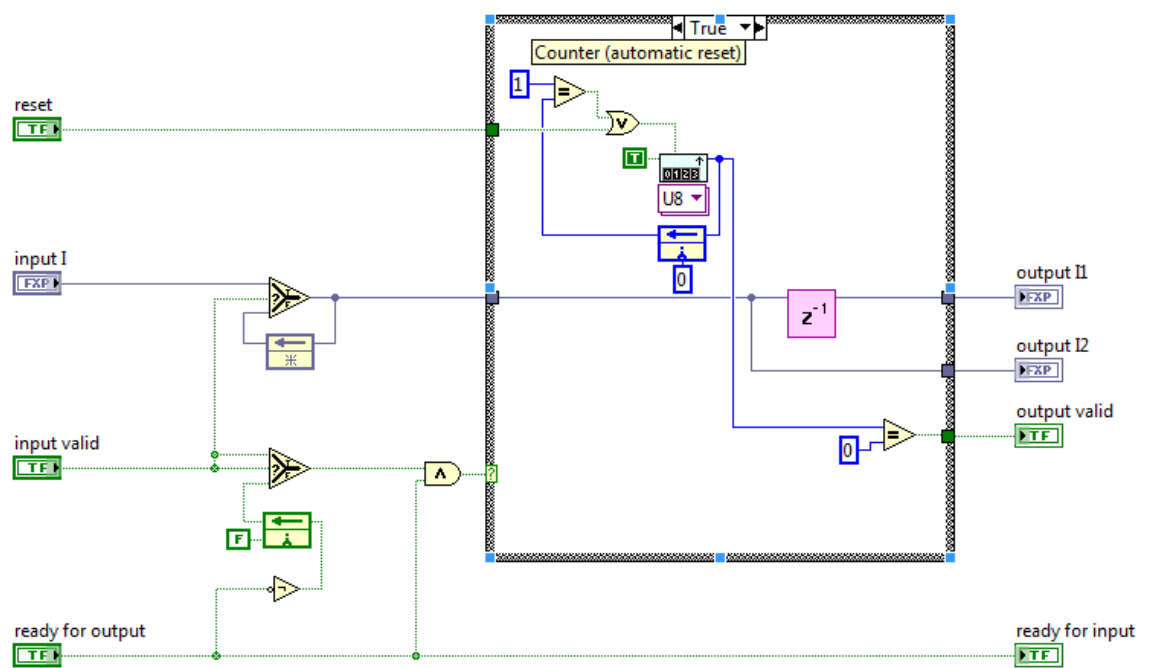 True
Counter (automatic reset)
1
=
reset
TF
V
T
0123
U8
input I
FXP
?
T
F
0
output I1
FXP
z-1
output I2
FXP
output valid
TF
=
0
input valid
TF
?
T
F
Λ
?
F
¬
ready for output
TF
ready for input
TF